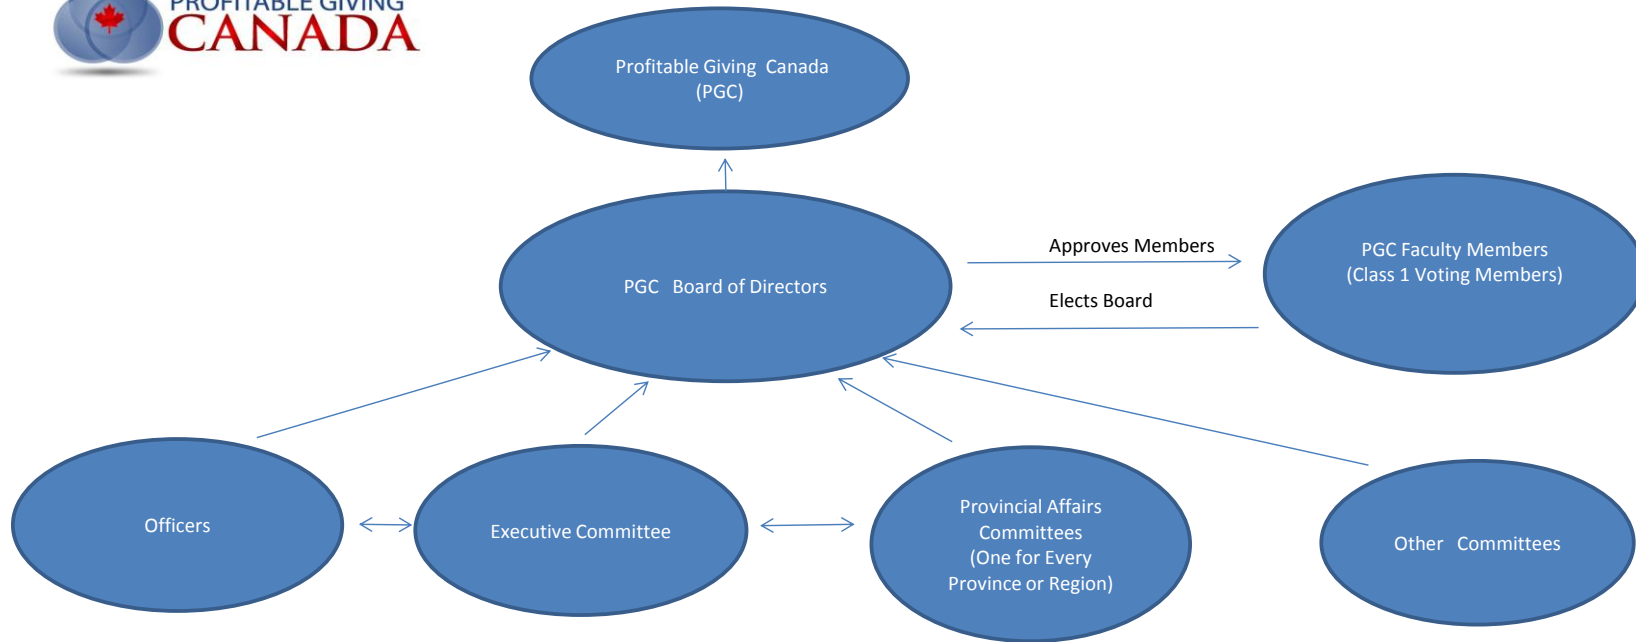 PROFITABLE GIVING
CANADA
Profitable Giving Canada
(PGC)
PGC Board of Directors
Approves Members
Elects Board
PGC Faculty Members
(Class 1 Voting Members)
Officers
Executive Committee
Provincial Affairs
Committees
(One for Every
Province or Region)
Other Committees